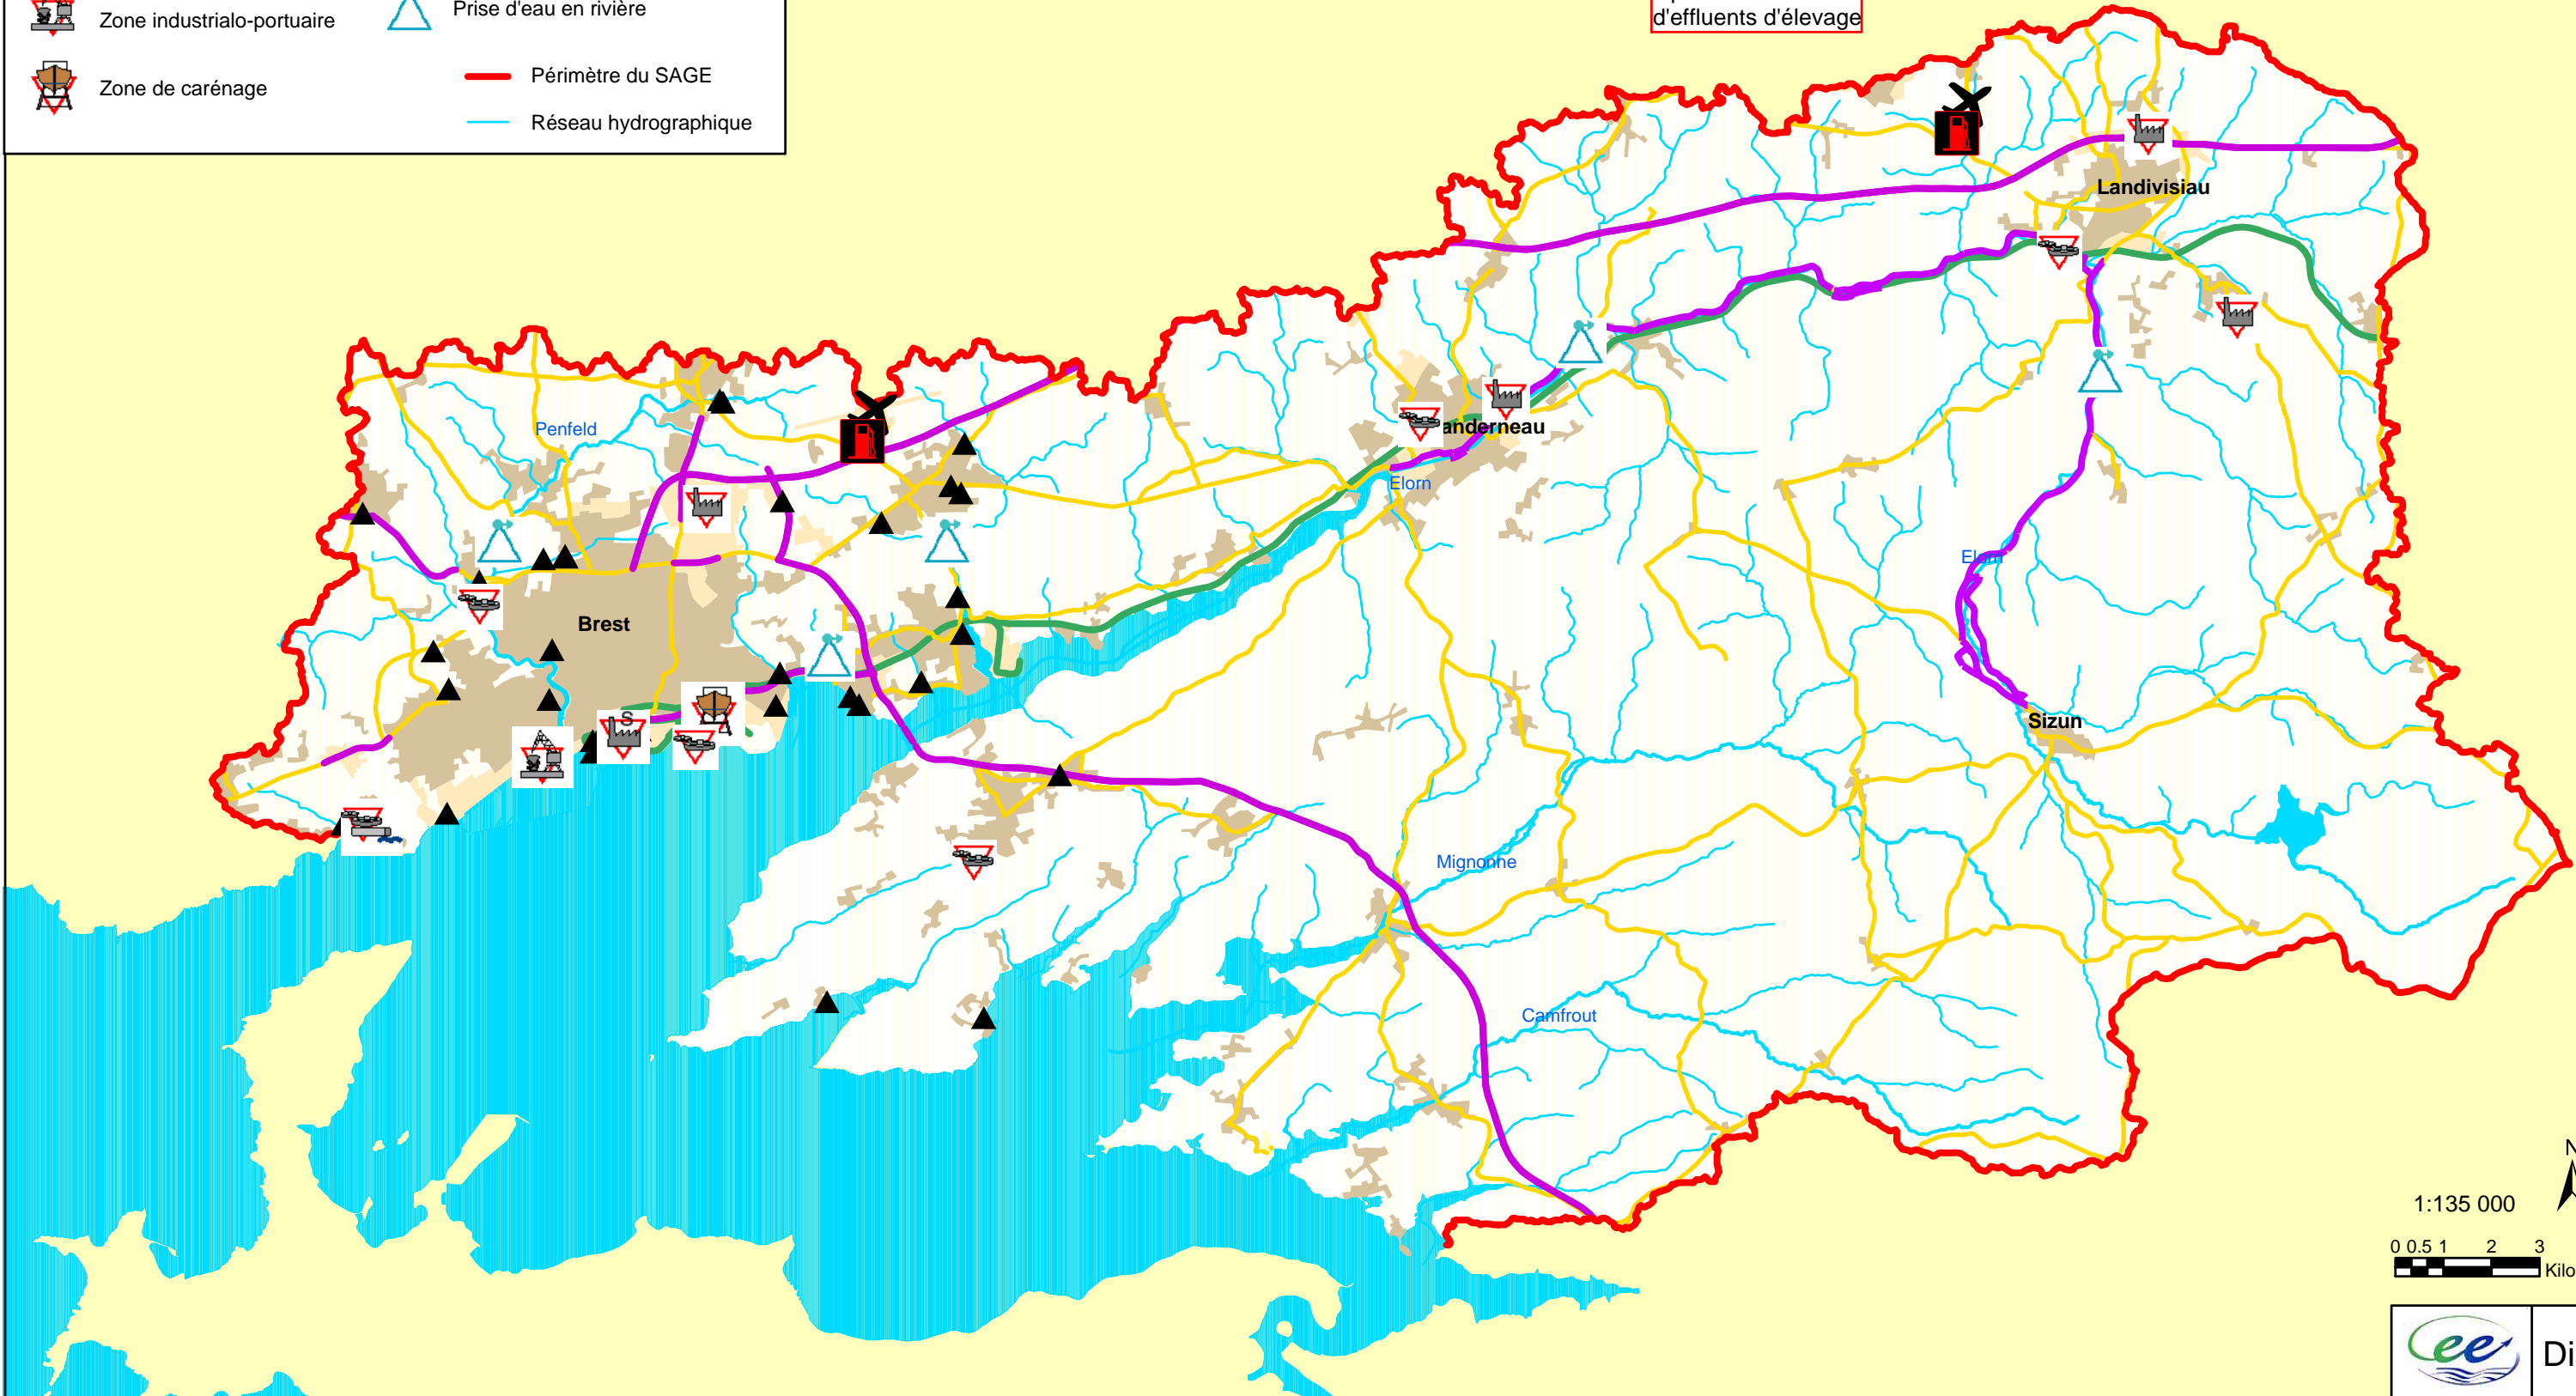 Zone industrialo-portuaire
Prise d'eau en rivière
Zone de carénage
Périmètre du SAGE
Réseau hydrographique
d'effluents d'élevage
Landivisiau
Penfeld
anderneau
Elorn
Elorn
Brest
S
Sizun
Mignonne
Camfrout
N
1:135 000
0 0.5 1 2 3
Kilo
ee
Di